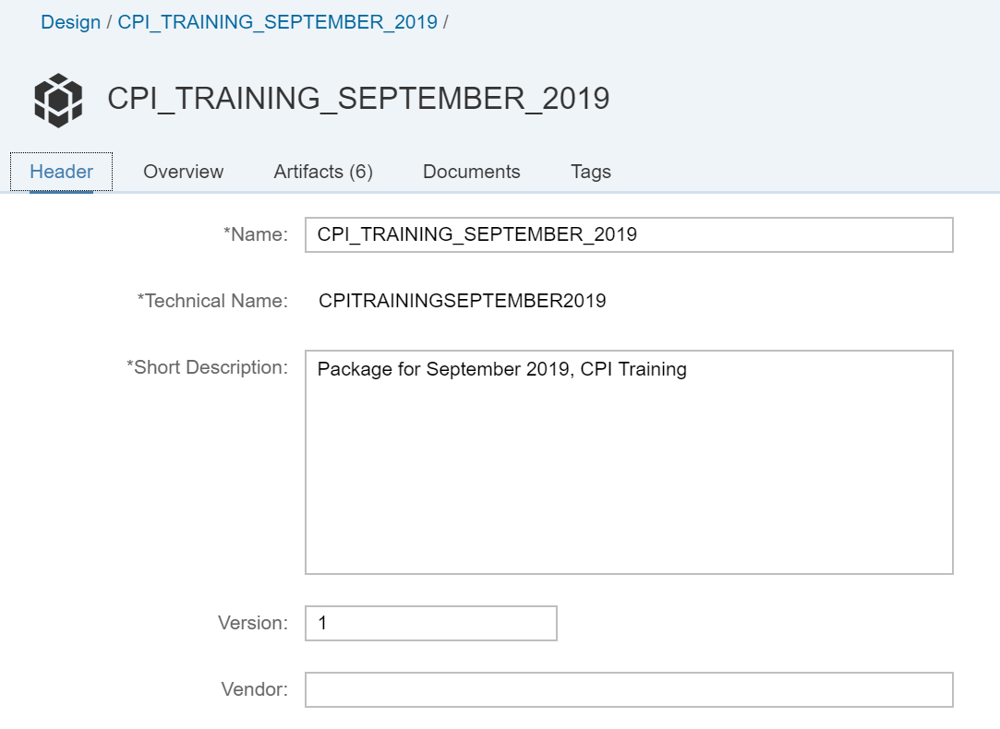 Design / CPI_TRAINING_SEPTEMBER_2019 /
CPI_TRAINING_SEPTEMBER_2019
Header Overview Artifacts (6) Documents Tags
*Name: CPI_TRAINING_SEPTEMBER_2019
*Technical Name: CPITRAININGSEPTEMBER2019
*Short Description: Package for September 2019, CPI Training
Version: 1
Vendor: